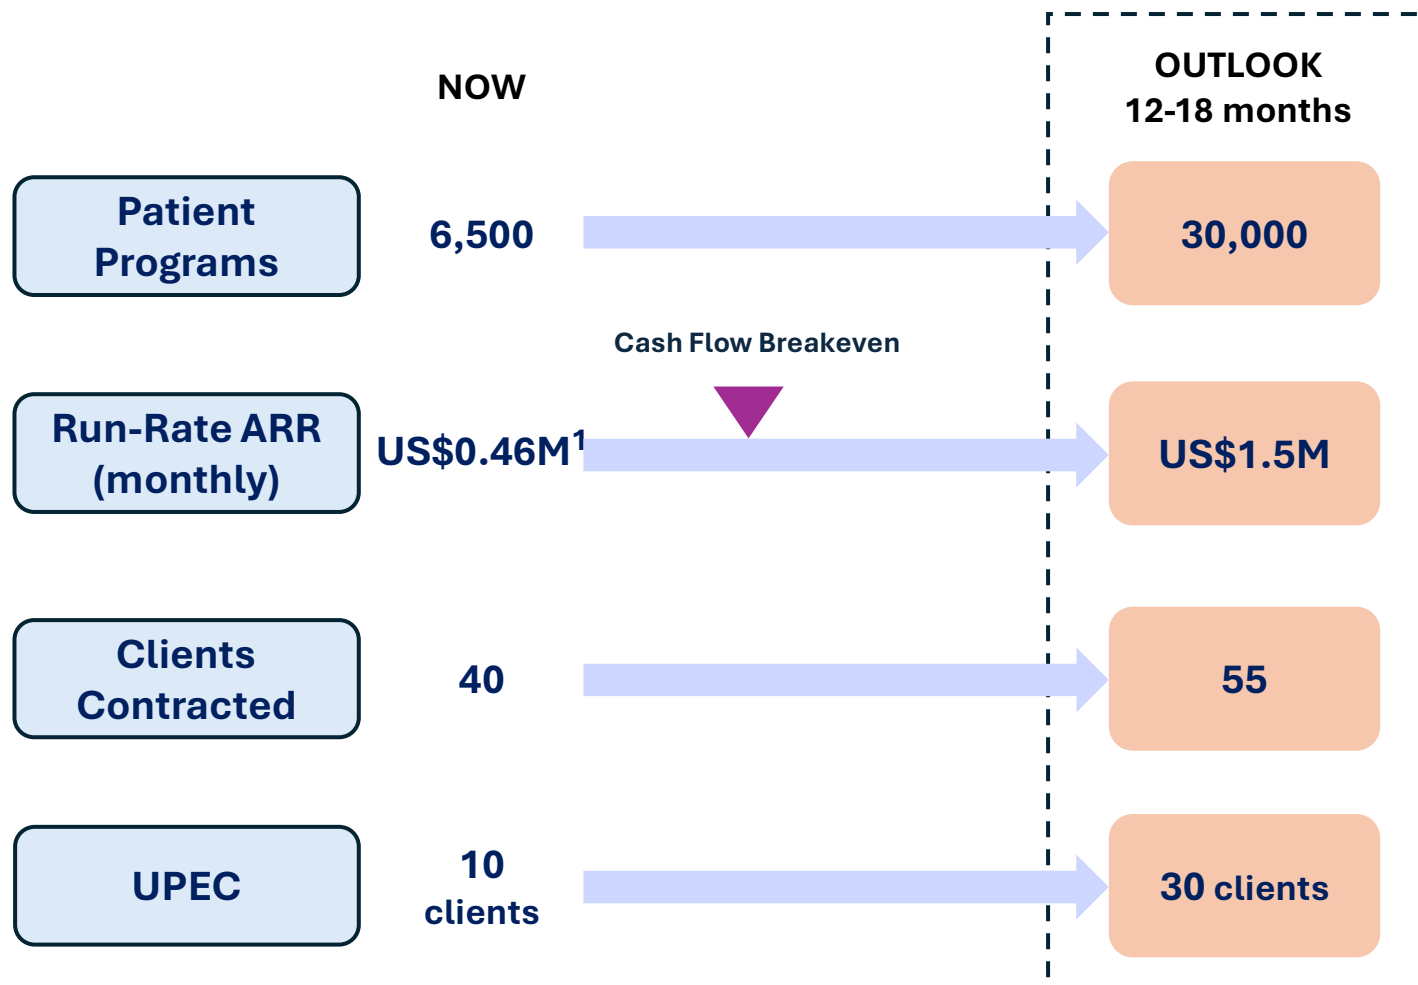 NOW
OUTLOOK
12-18 months
Patient
Programs
6,500
30,000
Cash Flow Breakeven
Run-Rate ARR
(monthly)
US$0.46M¹
US$1.5M
Clients
Contracted
40
55
UPEC
10
clients
30 clients